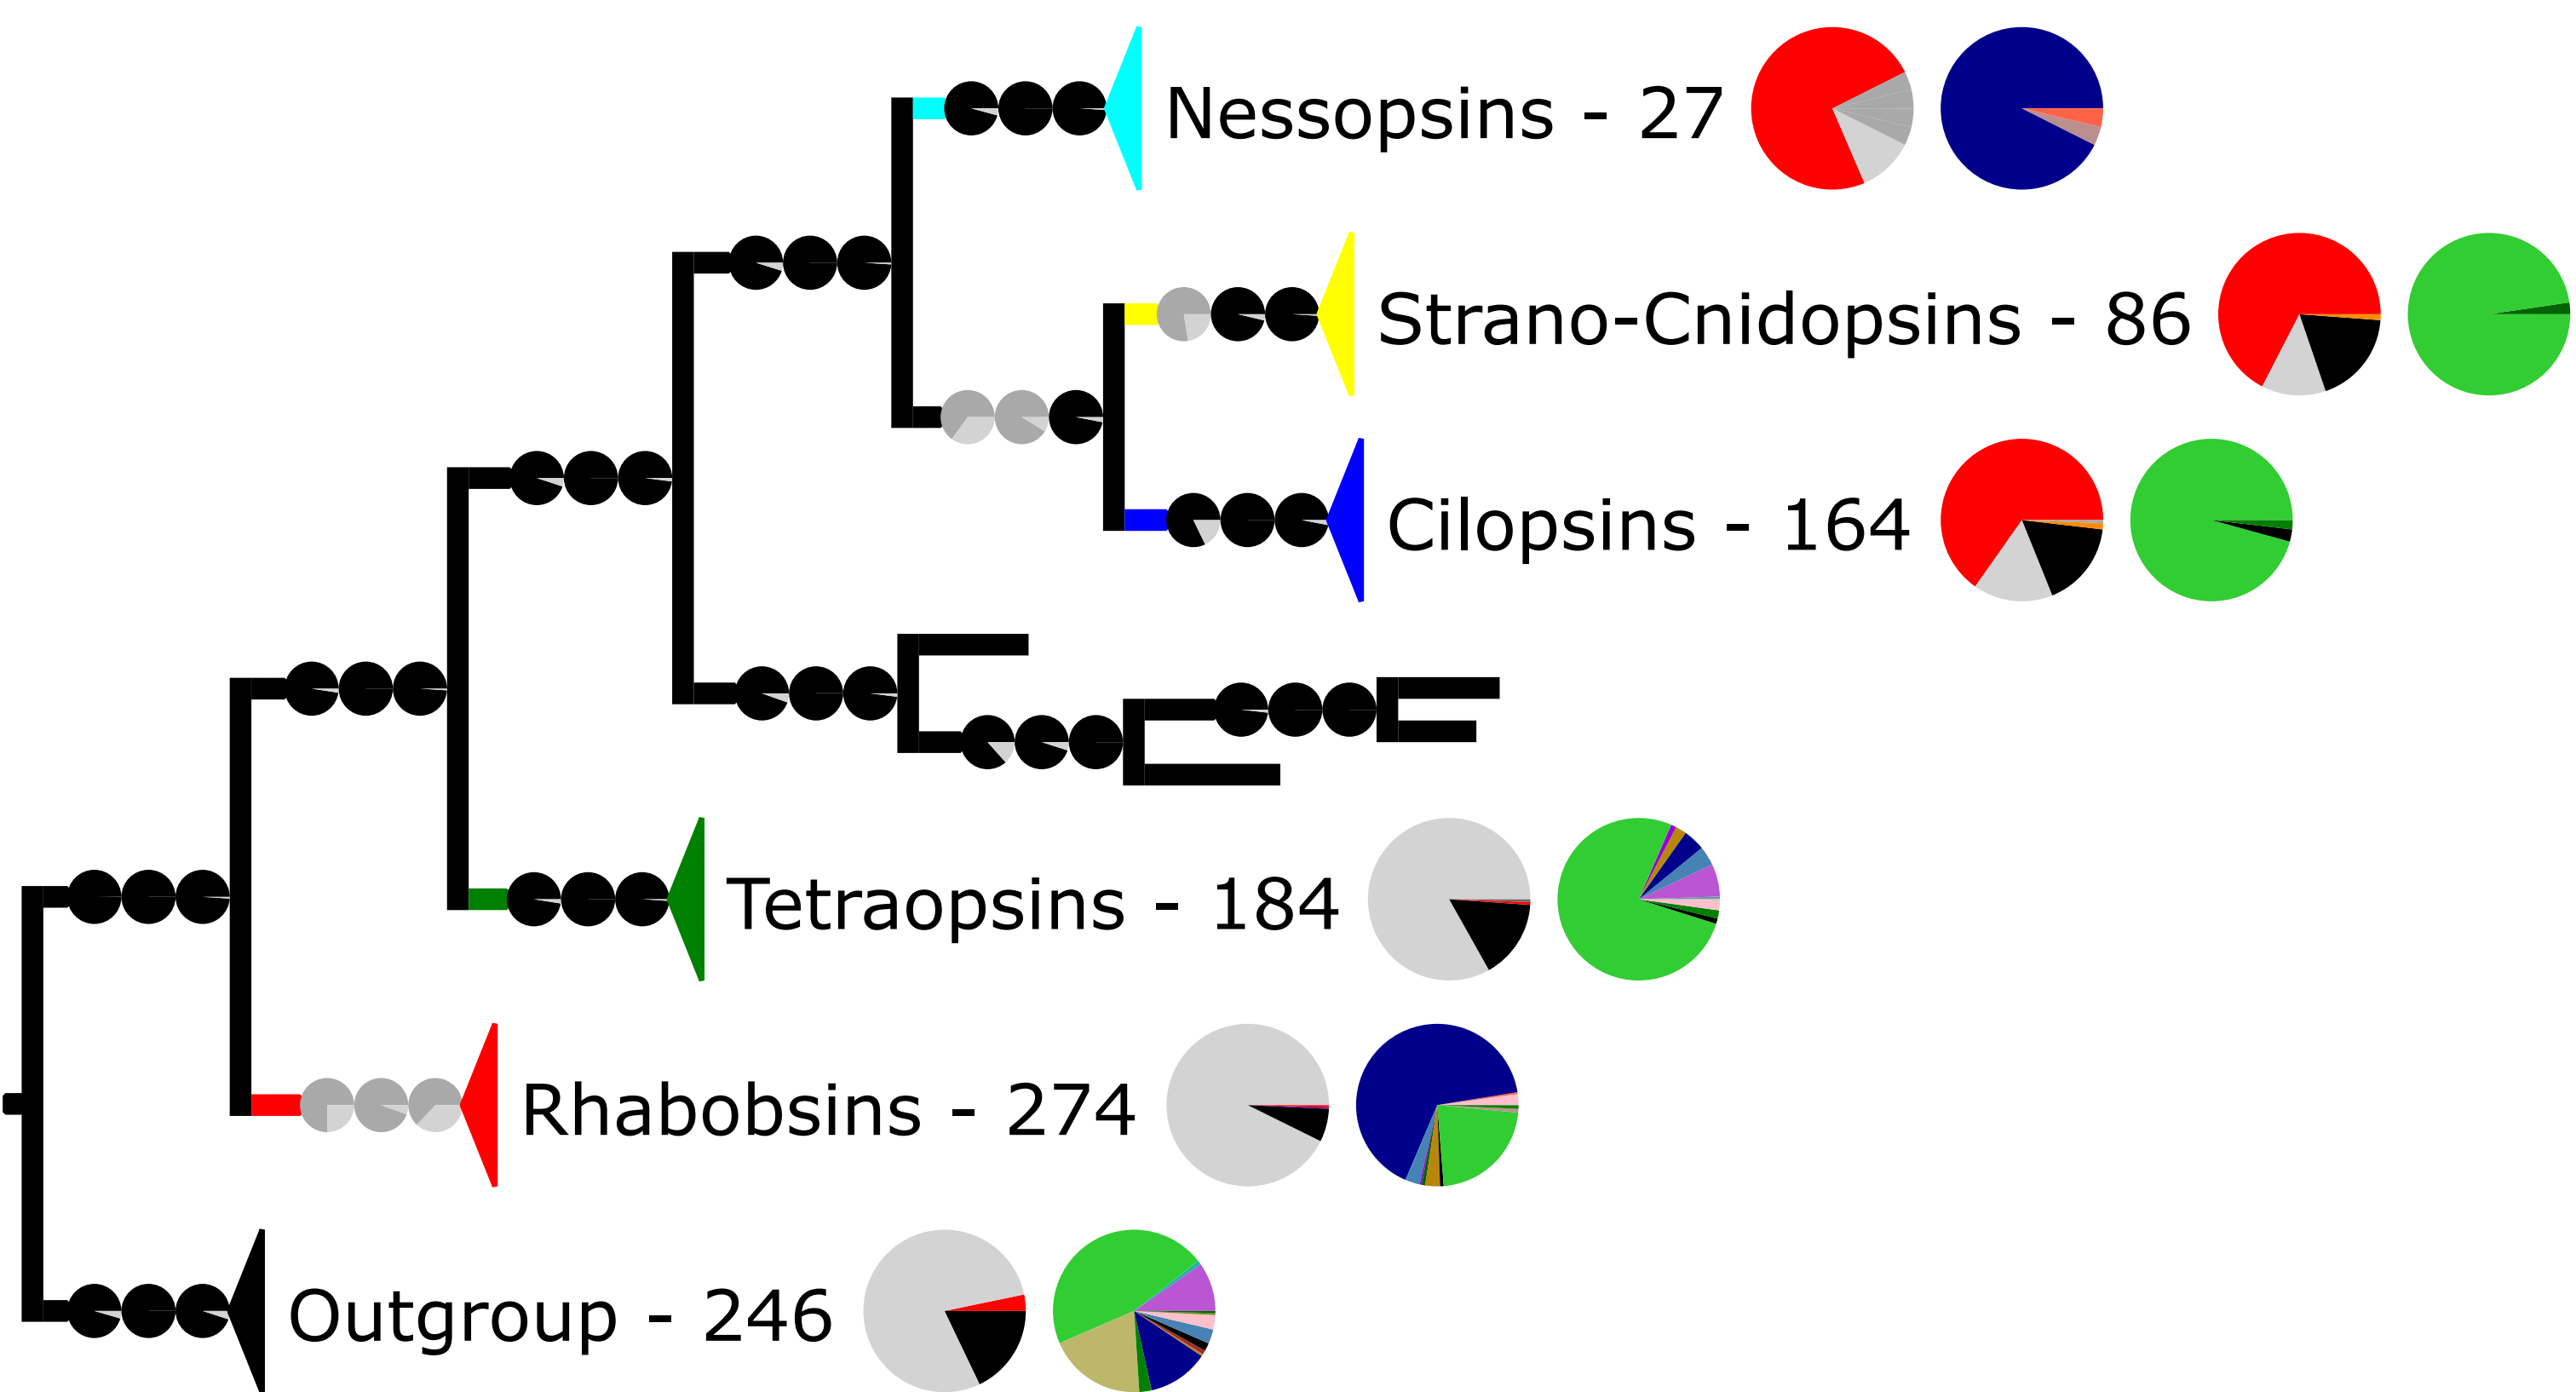 Nessopsins - 27
Strano-Cnidopsins - 86
Cilopsins - 164
Tetraopsins - 184
Rhabobsins - 274
Outgroup - 246